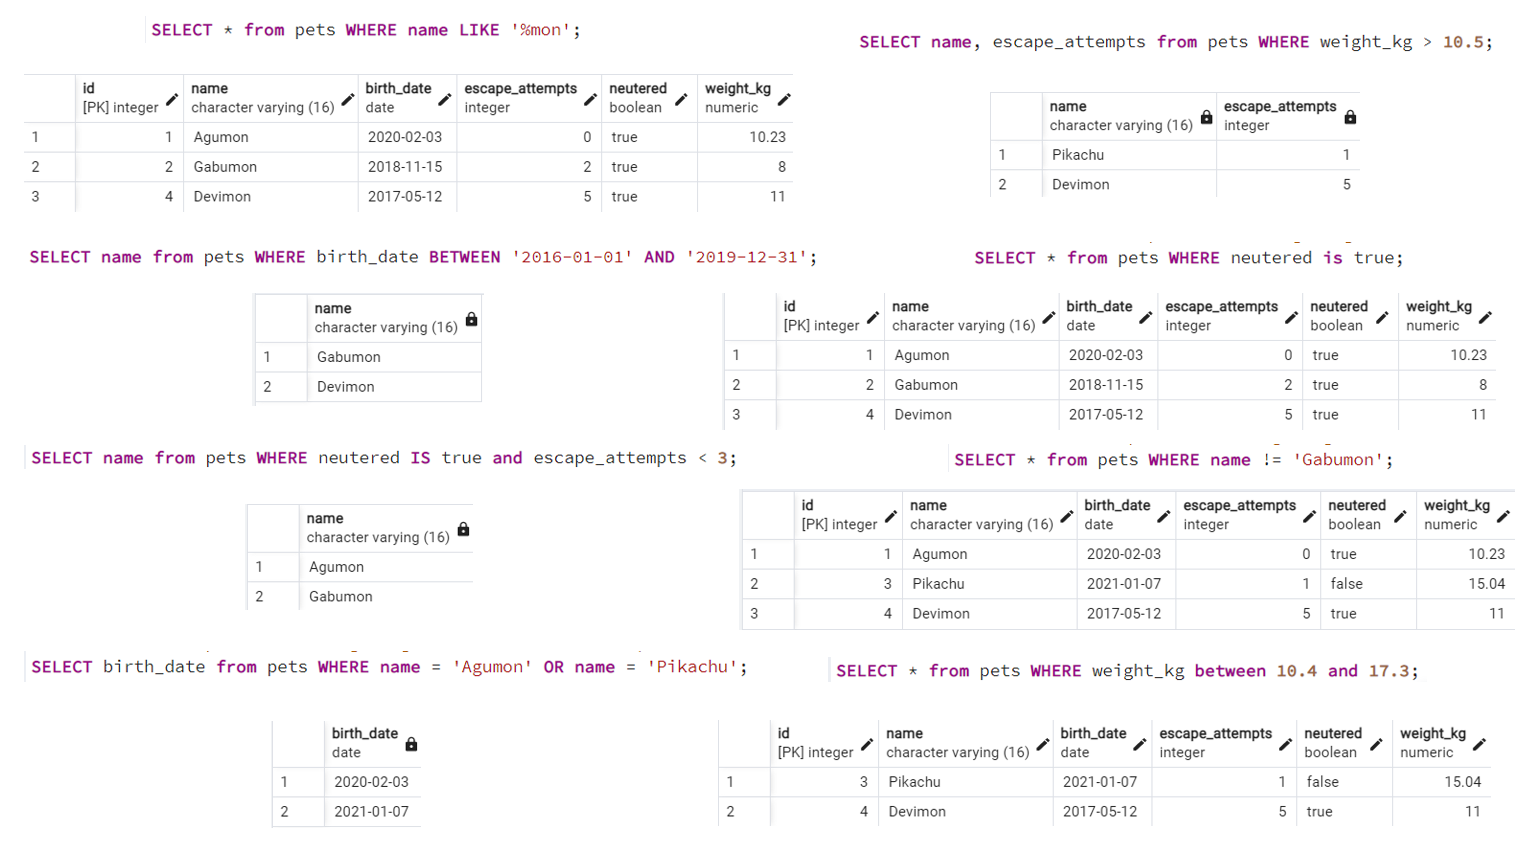 SELECT * from pets WHERE name LIKE '%mon';
id name birth_date escape_attempts neutered weight_kg
[PK] integer character varying (16) date integer boolean numeric
1 1 Agumon 2020-02-03 0 true 10.23
2 2 Gabumon 2018-11-15 2 true 8
3 4 Devimon 2017-05-12 5 true 11
SELECT name, escape_attempts from pets WHERE weight_kg > 10.5;
name escape_attempts
character varying (16) integer
1 Pikachu 1
2 Devimon 5
SELECT name from pets WHERE birth_date BETWEEN '2016-01-01' AND '2019-12-31';
name
character varying (16)
1 Gabumon
2 Devimon
SELECT * from pets WHERE neutered is true;
id name birth_date escape_attempts neutered weight_kg
[PK] integer character varying (16) date integer boolean numeric
1 1 Agumon 2020-02-03 0 true 10.23
2 2 Gabumon 2018-11-15 2 true 8
3 4 Devimon 2017-05-12 5 true 11
SELECT name from pets WHERE neutered IS true and escape_attempts < 3;
name
character varying (16)
1 Agumon
2 Gabumon
SELECT * from pets WHERE name != 'Gabumon';
id name birth_date escape_attempts neutered weight_kg
[PK] integer character varying (16) date integer boolean numeric
1 1 Agumon 2020-02-03 0 true 10.23
2 3 Pikachu 2021-01-07 1 false 15.04
3 4 Devimon 2017-05-12 5 true 11
SELECT birth_date from pets WHERE name = 'Agumon' OR name = 'Pikachu';
birth_date
date
1 2020-02-03
2 2021-01-07
SELECT * from pets WHERE weight_kg between 10.4 and 17.3;
id name birth_date escape_attempts neutered weight_kg
[PK] integer character varying (16) date integer boolean numeric
1 3 Pikachu 2021-01-07 1 false 15.04
2 4 Devimon 2017-05-12 5 true 11